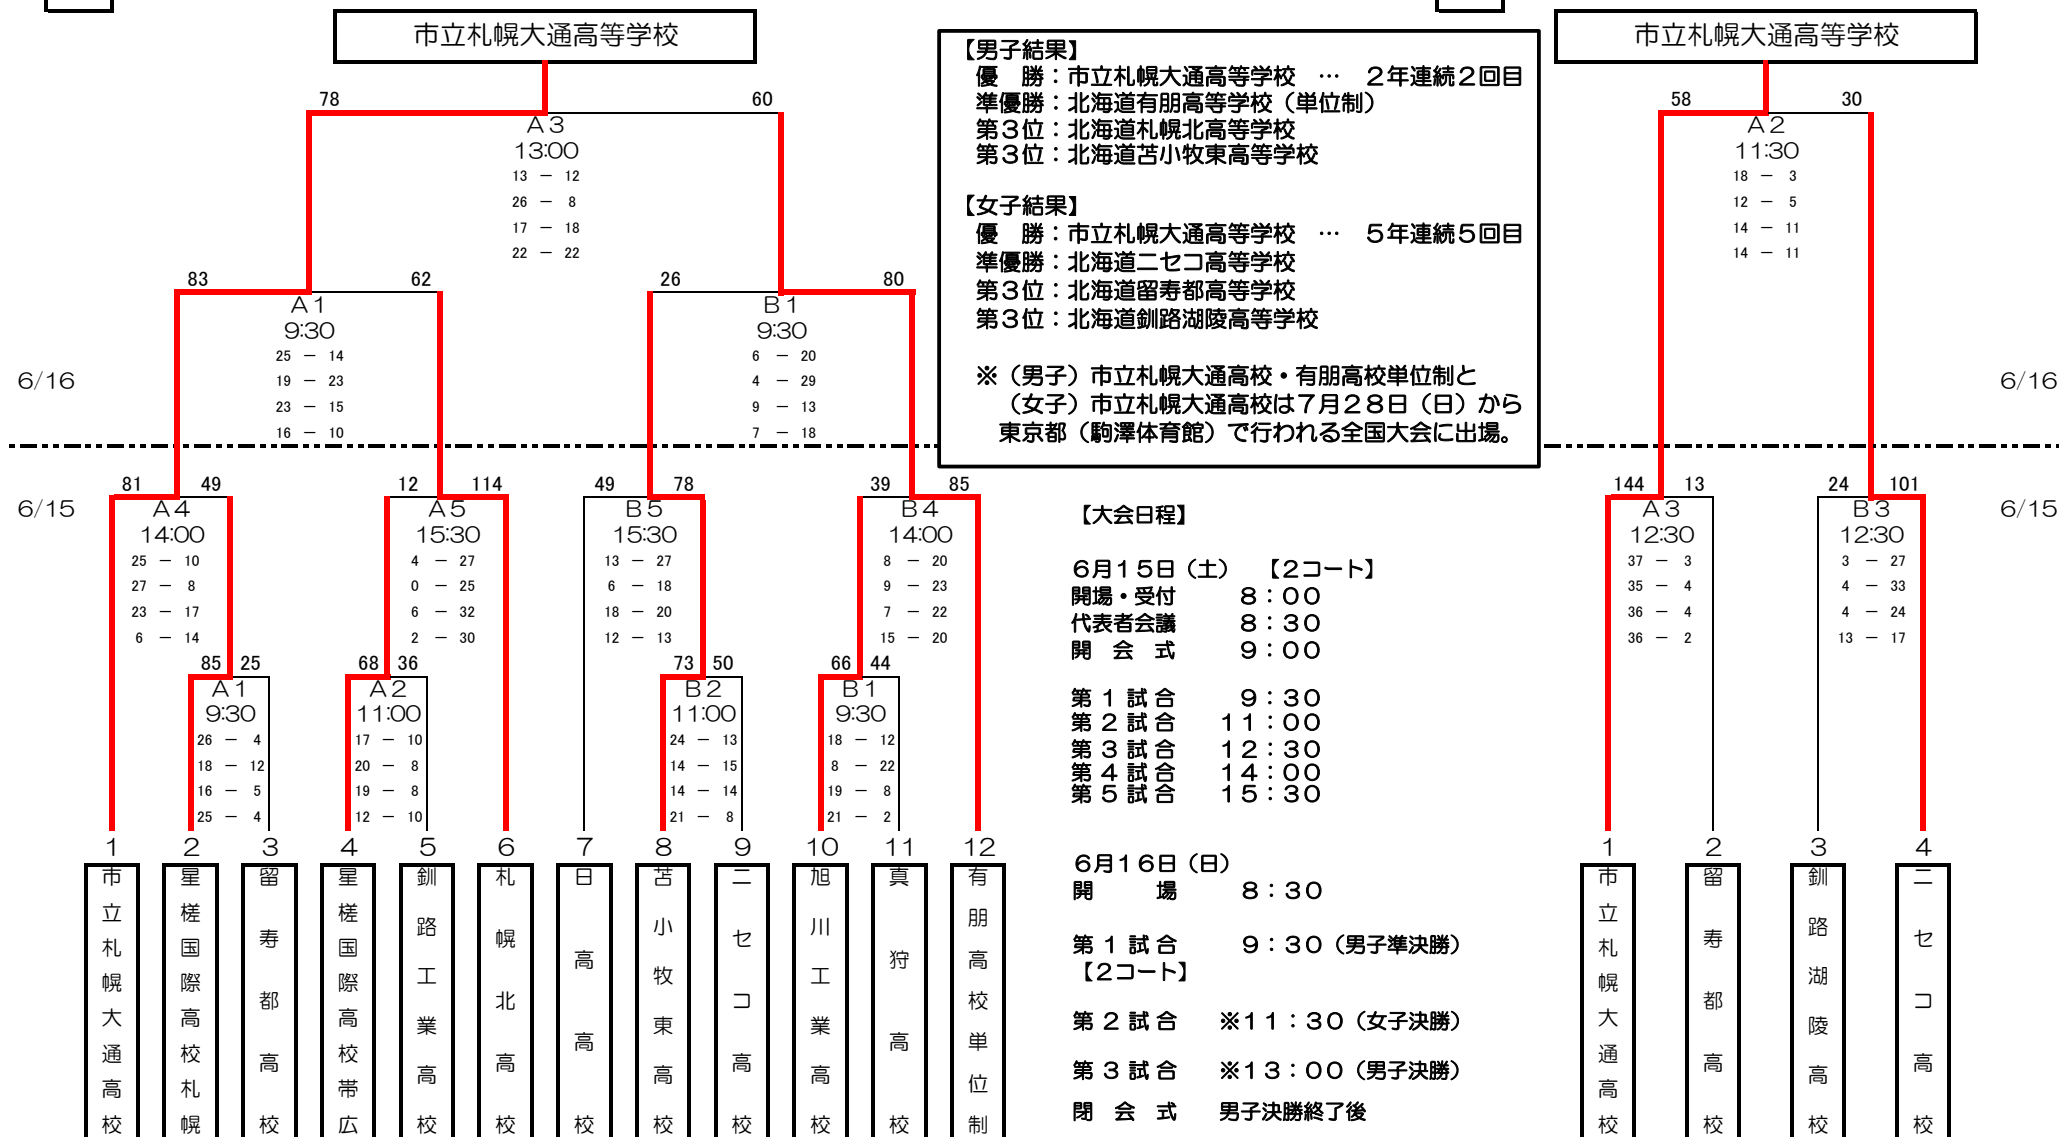 市立札幌大通高等学校
78 60
A3
13:00
13 － 12
26 － 8
17 － 18
22 － 22
83 62
A1
9:30
25 － 14
19 － 23
23 － 15
16 － 10
26 80
B1
9:30
6 － 20
4 － 29
9 － 13
7 － 18
6/16
6/15
81 49
A4
14:00
25 － 10
27 － 8
23 － 17
6 － 14
12 114
A5
15:30
4 － 27
0 － 25
6 － 32
2 － 30
49 78
B5
15:30
13 － 27
6 － 18
18 － 20
12 － 13
39 85
B4
14:00
8 － 20
9 － 23
7 － 22
15 － 20
85 25
A1
9:30
26 － 4
18 － 12
16 － 5
25 － 4
68 36
A2
11:00
17 － 10
20 － 8
19 － 8
12 － 10
73 50
B2
11:00
24 － 13
14 － 15
14 － 14
21 － 8
66 44
B1
9:30
18 － 12
8 － 22
19 － 8
21 － 2
1
市立札幌大通高校
2
星槎国際高校札幌
3
留寿都高校
4
星槎国際高校帯広
5
釧路工業高校
6
札幌北高校
7
日高高校
8
苫小牧東高校
9
ニセコ高校
10
旭川工業高校
11
真狩高校
12
有朋高校単位制
【男子結果】
優　勝：市立札幌大通高等学校　…　２年連続２回目
準優勝：北海道有朋高等学校（単位制）
第３位：北海道札幌北高等学校
第３位：北海道苫小牧東高等学校
【女子結果】
優　勝：市立札幌大通高等学校　…　５年連続５回目
準優勝：北海道ニセコ高等学校
第３位：北海道留寿都高等学校
第３位：北海道釧路湖陵高等学校
※（男子）市立札幌大通高校・有朋高校単位制と
（女子）市立札幌大通高校は７月２８日（日）から
東京都（駒澤体育館）で行われる全国大会に出場。
【大会日程】
６月１５日（土）　【２コート】
開場・受付　８：００
代表者会議　８：３０
開　会　式　９：００
第１試合　９：３０
第２試合　１１：００
第３試合　１２：３０
第４試合　１４：００
第５試合　１５：３０
６月１６日（日）
開　　場　８：３０
第１試合　９：３０（男子準決勝）
【２コート】
第２試合　※１１：３０（女子決勝）
第３試合　※１３：００（男子決勝）
閉　会　式　男子決勝終了後
市立札幌大通高等学校
58 30
A2
11:30
18 － 3
12 － 5
14 － 11
14 － 11
6/16
6/15
144 13
A3
12:30
37 － 3
35 － 4
36 － 4
36 － 2
24 101
B3
12:30
3 － 27
4 － 33
4 － 24
13 － 17
1
市立札幌大通高校
2
留寿都高校
3
釧路湖陵高校
4
ニセコ高校